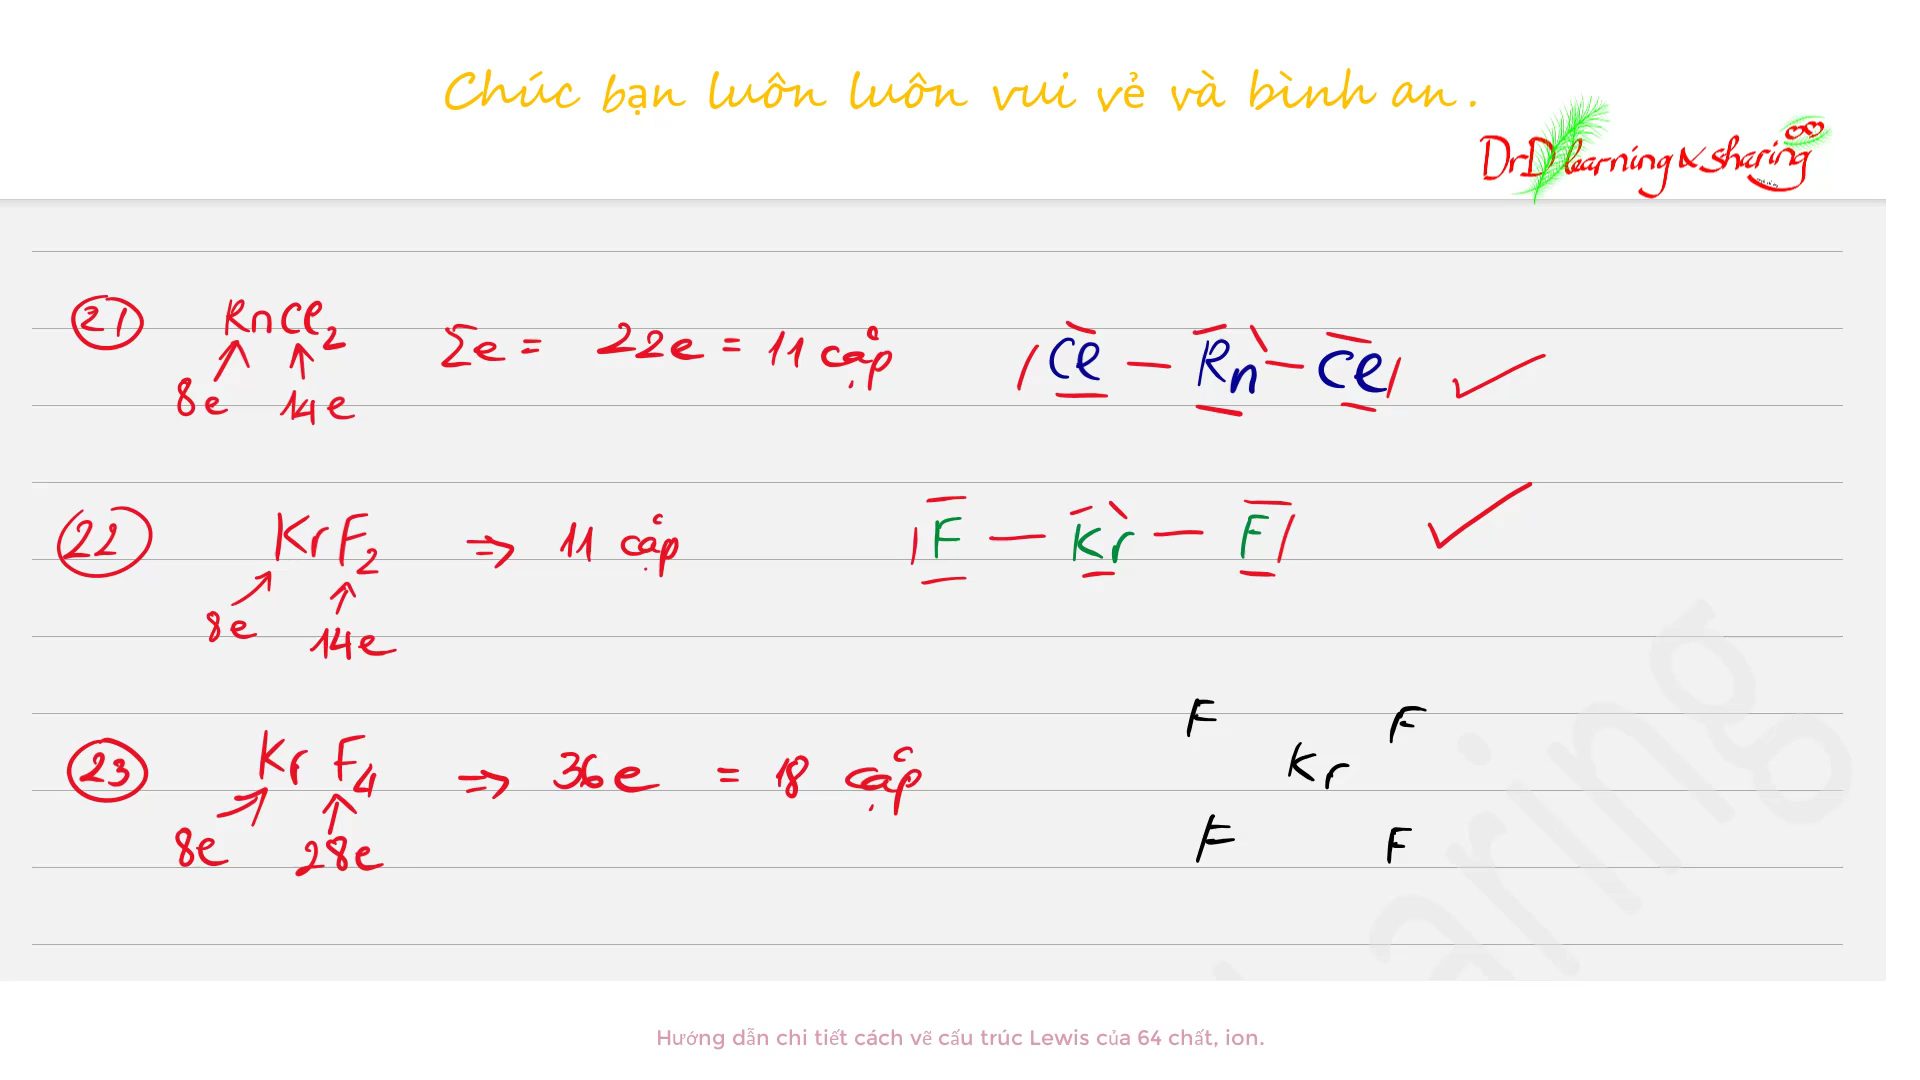 Chúc bạn luôn luôn vui vẻ và bình an.
DrD learning & sharing
21 RnCl2 Σe = 22e = 11 cặp |Cl – Rn – Cl|
8e 14e
22 KrF2 ⇒ 11 cặp |F – Kr – F|
8e 14e
23 KrF4 ⇒ 36e = 18 cặp
F F
Kr
F F
8e 28e
aring
Hướng dẫn chi tiết cách vẽ cấu trúc Lewis của 64 chất, ion.